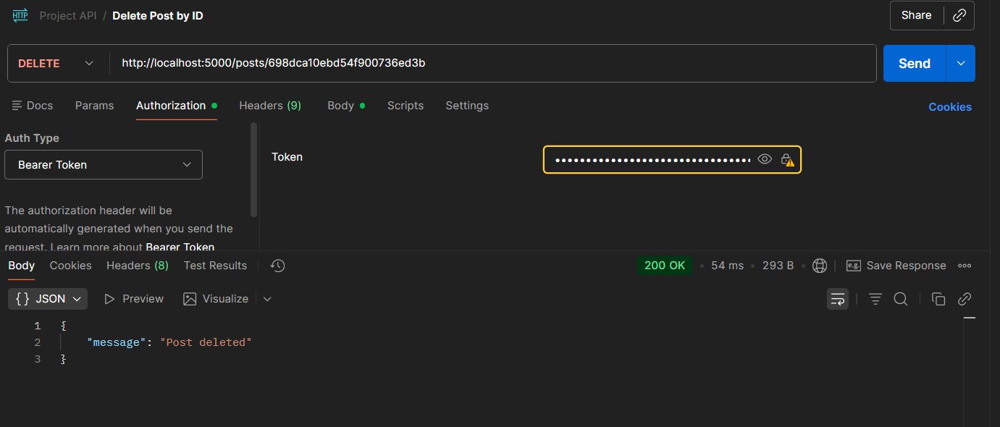 HTTP Project API / Delete Post by ID
Share
DELETE http://localhost:5000/posts/698dca10ebd54f900736ed3b
Send
Docs Params Authorization Headers (9) Body Scripts Settings Cookies
Auth Type
Bearer Token
Token ••••••••••••••••••••••••••••••••
The authorization header will be
automatically generated when you send the
request. Learn more about Bearer Token
Body Cookies Headers (8) Test Results 200 OK • 54 ms • 293 B • e.g. Save Response
{} JSON Preview Visualize
1 {
2 "message": "Post deleted"
3 }